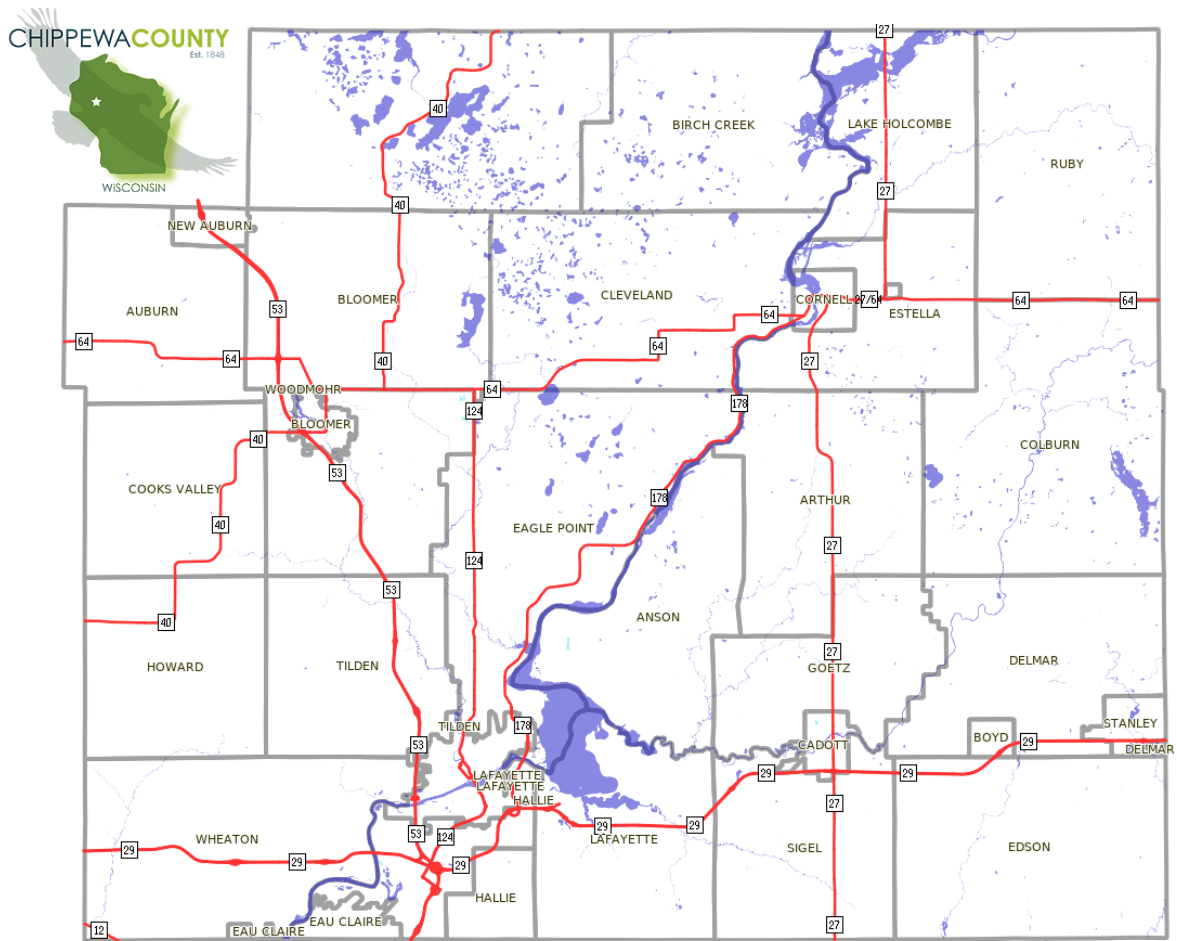 CHIPPEWACOUNTY
Est. 1848
WISCONSIN
27
40
BIRCH CREEK
LAKE HOLCOMBE
RUBY
27
40
NEW AUBURN
CLEVELAND
BLOOMER
CORNELL
27/64
64
64
53
AUBURN
64
ESTELLA
64
64
64
40
27
WOODMOHR
64
178
124
BLOOMER
40
COLBURN
53
COOKS VALLEY
178
ARTHUR
40
EAGLE POINT
27
124
53
40
ANSON
27
HOWARD
TILDEN
GOETZ
DELMAR
TILDEN
178
STANLEY
BOYD
29
53
CADOTT
DELMAR
LAFAYETTE
29
29
LAFAYETTE
HALLIE
27
29
29
53
124
WHEATON
LAFAYETTE
29
SIGEL
EDSON
29
29
HALLIE
EAU CLAIRE
27
12
EAU CLAIRE